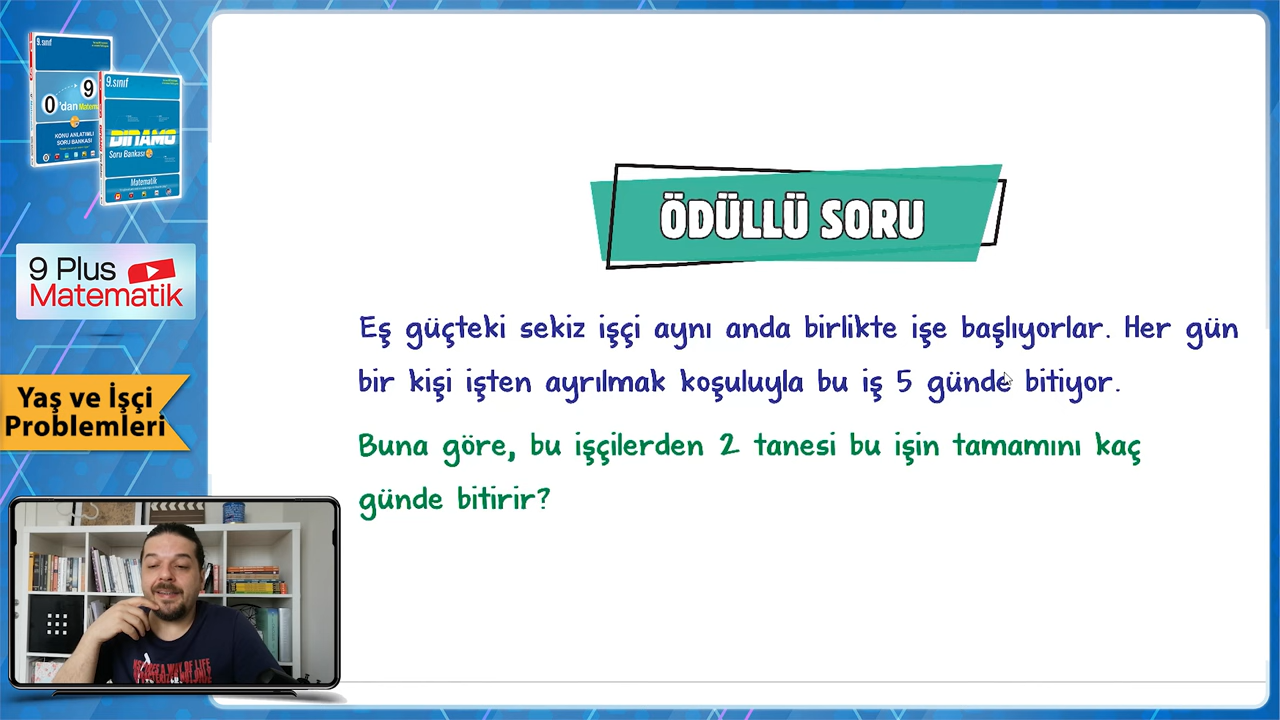 9.sınıf
0'dan
9
KONU ANLATIMLI
SORU BANKASI
9.sınıf
DİNAMO
Soru Bankası
Matematik
9 Plus
Matematik
Yaş ve İşçi
Problemleri
ÖDÜLLÜ SORU
Eş güçteki sekiz işçi aynı anda birlikte işe başlıyorlar. Her gün
bir kişi işten ayrılmak koşuluyla bu iş 5 günde bitiyor.
Buna göre, bu işçilerden 2 tanesi bu işin tamamını kaç
günde bitirir?